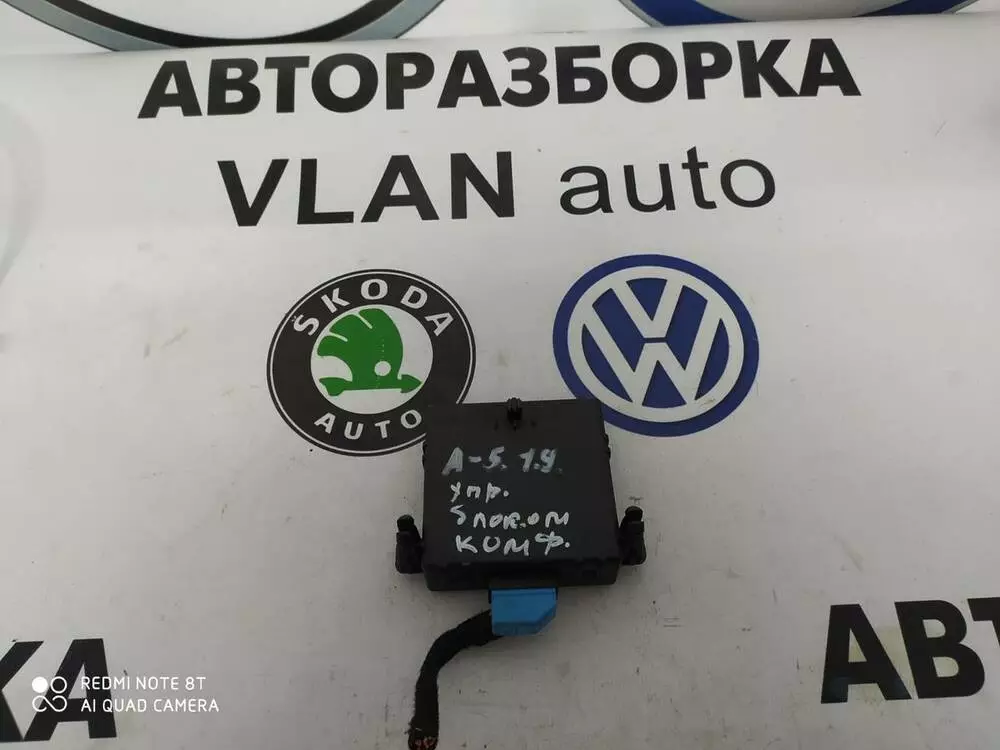 АВТОРАЗБОРКА
VLAN auto
ŠKODA
AUTO
VW
А-5. 1.9.
упр.
блоком
комф.
КА
АВТ
REDMI NOTE 8T
AI QUAD CAMERA